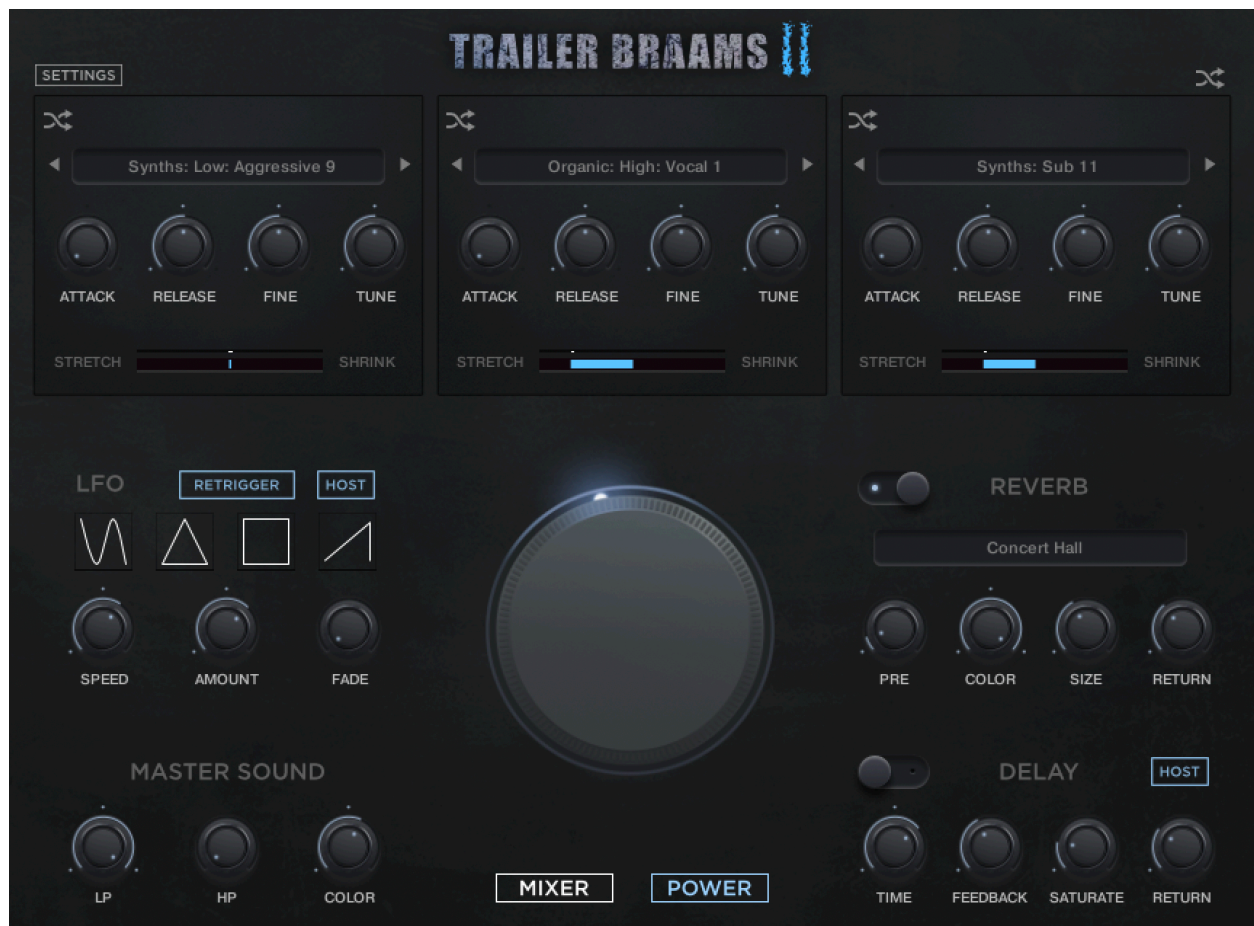 TRAILER BRAAMS II
SETTINGS
Synths: Low: Aggressive 9
Organic: High: Vocal 1
Synths: Sub 11
ATTACK RELEASE FINE TUNE
ATTACK RELEASE FINE TUNE
ATTACK RELEASE FINE TUNE
STRETCH SHRINK
STRETCH SHRINK
STRETCH SHRINK
LFO RETRIGGER HOST
SPEED AMOUNT FADE
REVERB
Concert Hall
PRE COLOR SIZE RETURN
MASTER SOUND
LP HP COLOR
MIXER POWER
DELAY HOST
TIME FEEDBACK SATURATE RETURN